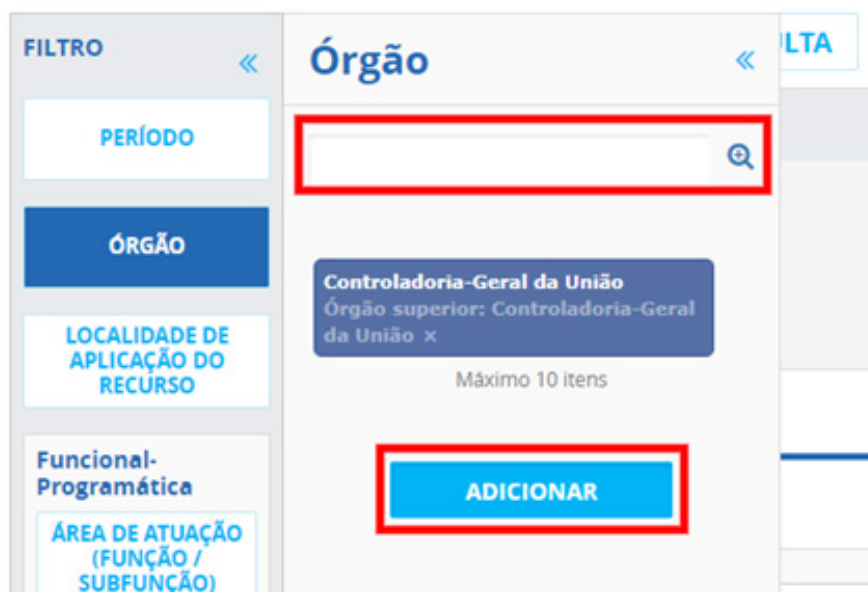 FILTRO
PERÍODO
ÓRGÃO
LOCALIDADE DE
APLICAÇÃO DO
RECURSO
Funcional-
Programática
ÁREA DE ATUAÇÃO
(FUNÇÃO /
SUBFUNÇÃO)
Órgão
Controladoria-Geral da União
Órgão superior: Controladoria-Geral
da União ×
Máximo 10 itens
ADICIONAR
LTA